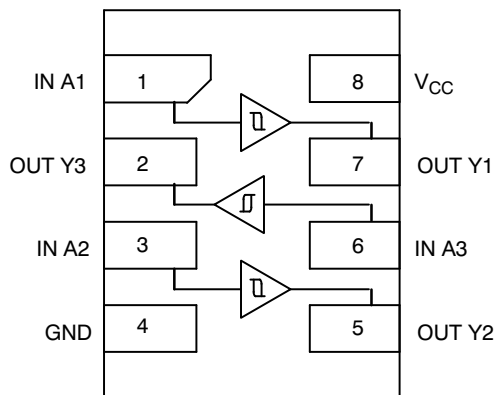 IN A1 1 8 VCC
OUT Y3 2 7 OUT Y1
IN A2 3 6 IN A3
GND 4 5 OUT Y2